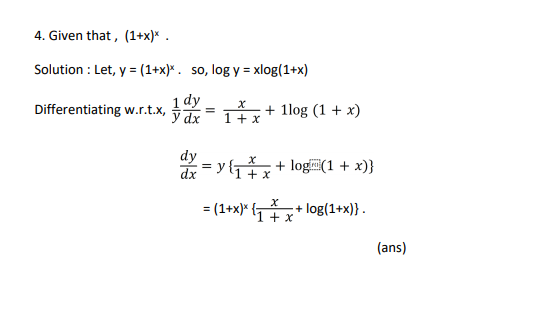 4. Given that , (1+x)ˣ .
Solution : Let, y = (1+x)ˣ . so, log y = xlog(1+x)
Differentiating w.r.t.x, 1/y dy/dx = x/(1 + x) + 1log (1 + x)
dy/dx = y {x/(1 + x) + log(1 + x)}
= (1+x)ˣ {x/(1 + x) + log(1+x)} .
(ans)